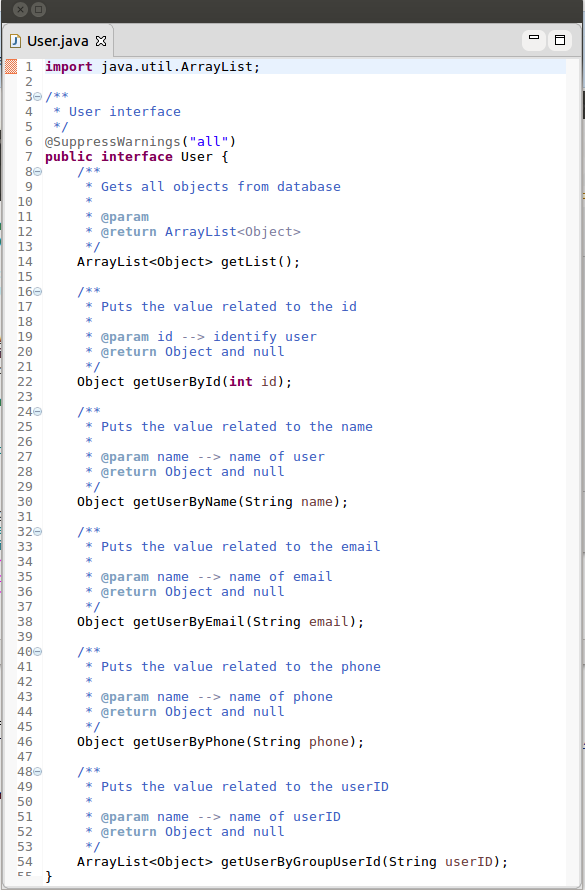 User.java
1 import java.util.ArrayList;
2
3 /**
4  * User interface
5  */
6 @SuppressWarnings("all")
7 public interface User {
8     /**
9      * Gets all objects from database
10      *
11      * @param
12      * @return ArrayList<Object>
13      */
14     ArrayList<Object> getList();
15
16     /**
17      * Puts the value related to the id
18      *
19      * @param id --> identify user
20      * @return Object and null
21      */
22     Object getUserById(int id);
23
24     /**
25      * Puts the value related to the name
26      *
27      * @param name --> name of user
28      * @return Object and null
29      */
30     Object getUserByName(String name);
31
32     /**
33      * Puts the value related to the email
34      *
35      * @param name --> name of email
36      * @return Object and null
37      */
38     Object getUserByEmail(String email);
39
40     /**
41      * Puts the value related to the phone
42      *
43      * @param name --> name of phone
44      * @return Object and null
45      */
46     Object getUserByPhone(String phone);
47
48     /**
49      * Puts the value related to the userID
50      *
51      * @param name --> name of userID
52      * @return Object and null
53      */
54     ArrayList<Object> getUserByGroupUserId(String userID);
55 }